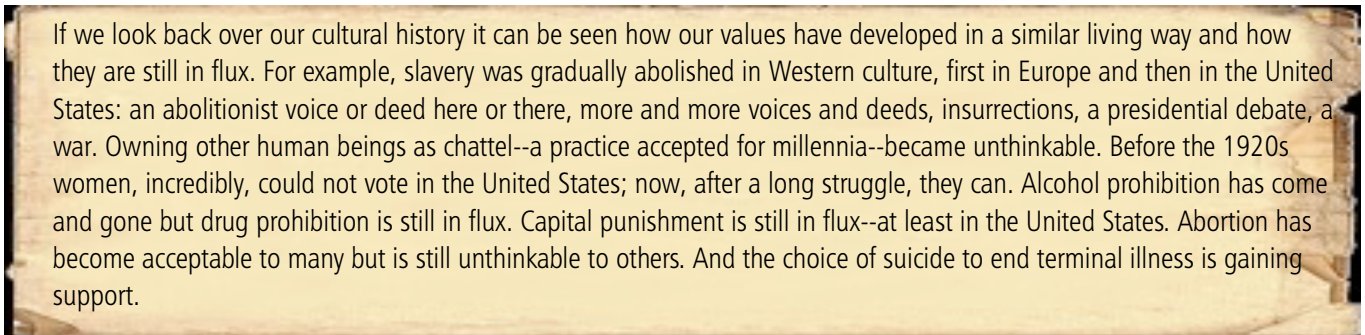 If we look back over our cultural history it can be seen how our values have developed in a similar living way and how
they are still in flux. For example, slavery was gradually abolished in Western culture, first in Europe and then in the United
States: an abolitionist voice or deed here or there, more and more voices and deeds, insurrections, a presidential debate, a
war. Owning other human beings as chattel--a practice accepted for millennia--became unthinkable. Before the 1920s
women, incredibly, could not vote in the United States; now, after a long struggle, they can. Alcohol prohibition has come
and gone but drug prohibition is still in flux. Capital punishment is still in flux--at least in the United States. Abortion has
become acceptable to many but is still unthinkable to others. And the choice of suicide to end terminal illness is gaining
support.